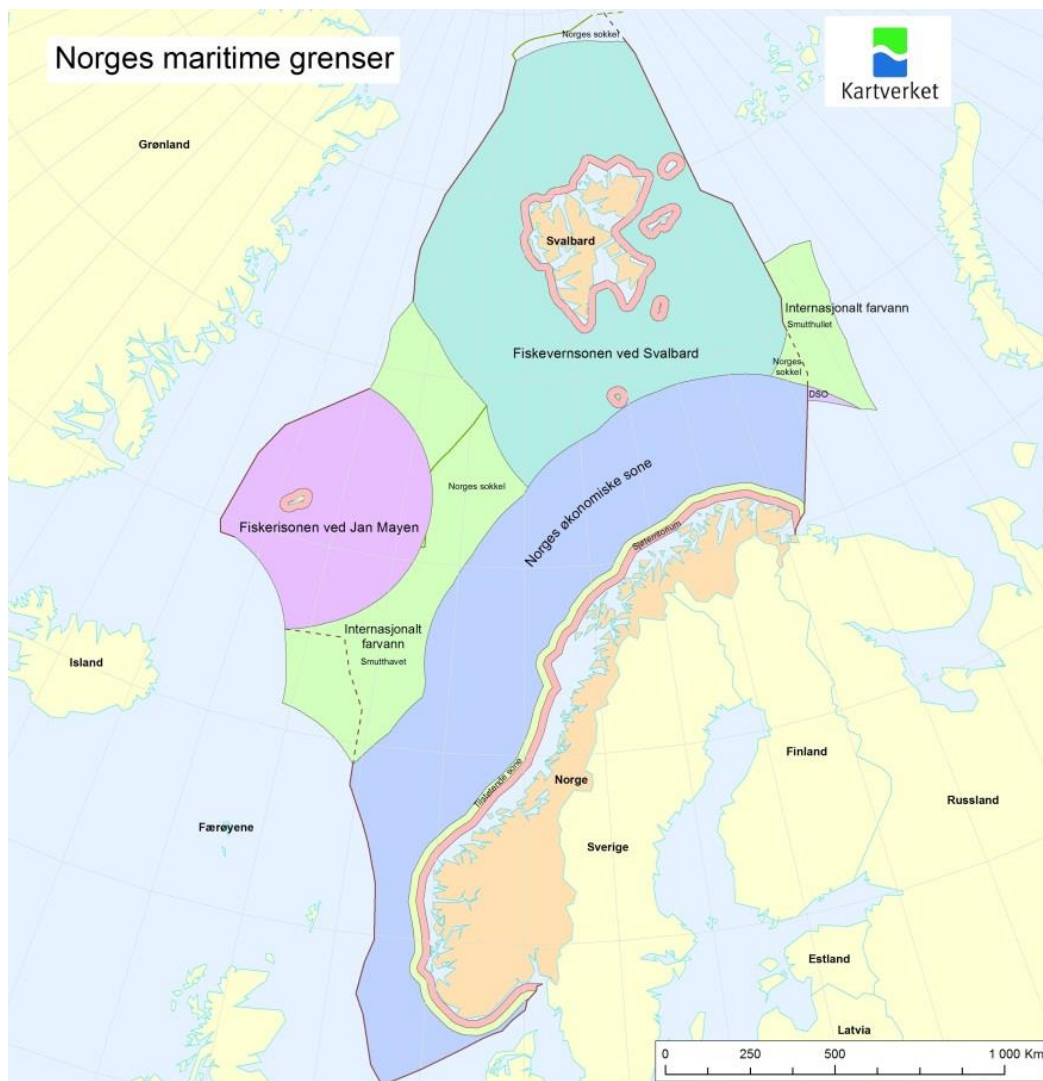 Norges maritime grenser
Norges sokkel
Kartverket
Grønland
Svalbard
Internasjonalt farvann
Smutthullet
Fiskevernsonen ved Svalbard
Norges
sokkel
DSO
Norges økonomiske sone
Norges sokkel
Fiskerisonen ved Jan Mayen
Sjøterritorium
Internasjonalt
farvann
Smutthavet
Island
Tilstøtende sone
Norge
Finland
Russland
Færøyene
Sverige
Estland
Latvia
0 250 500 1 000 Km